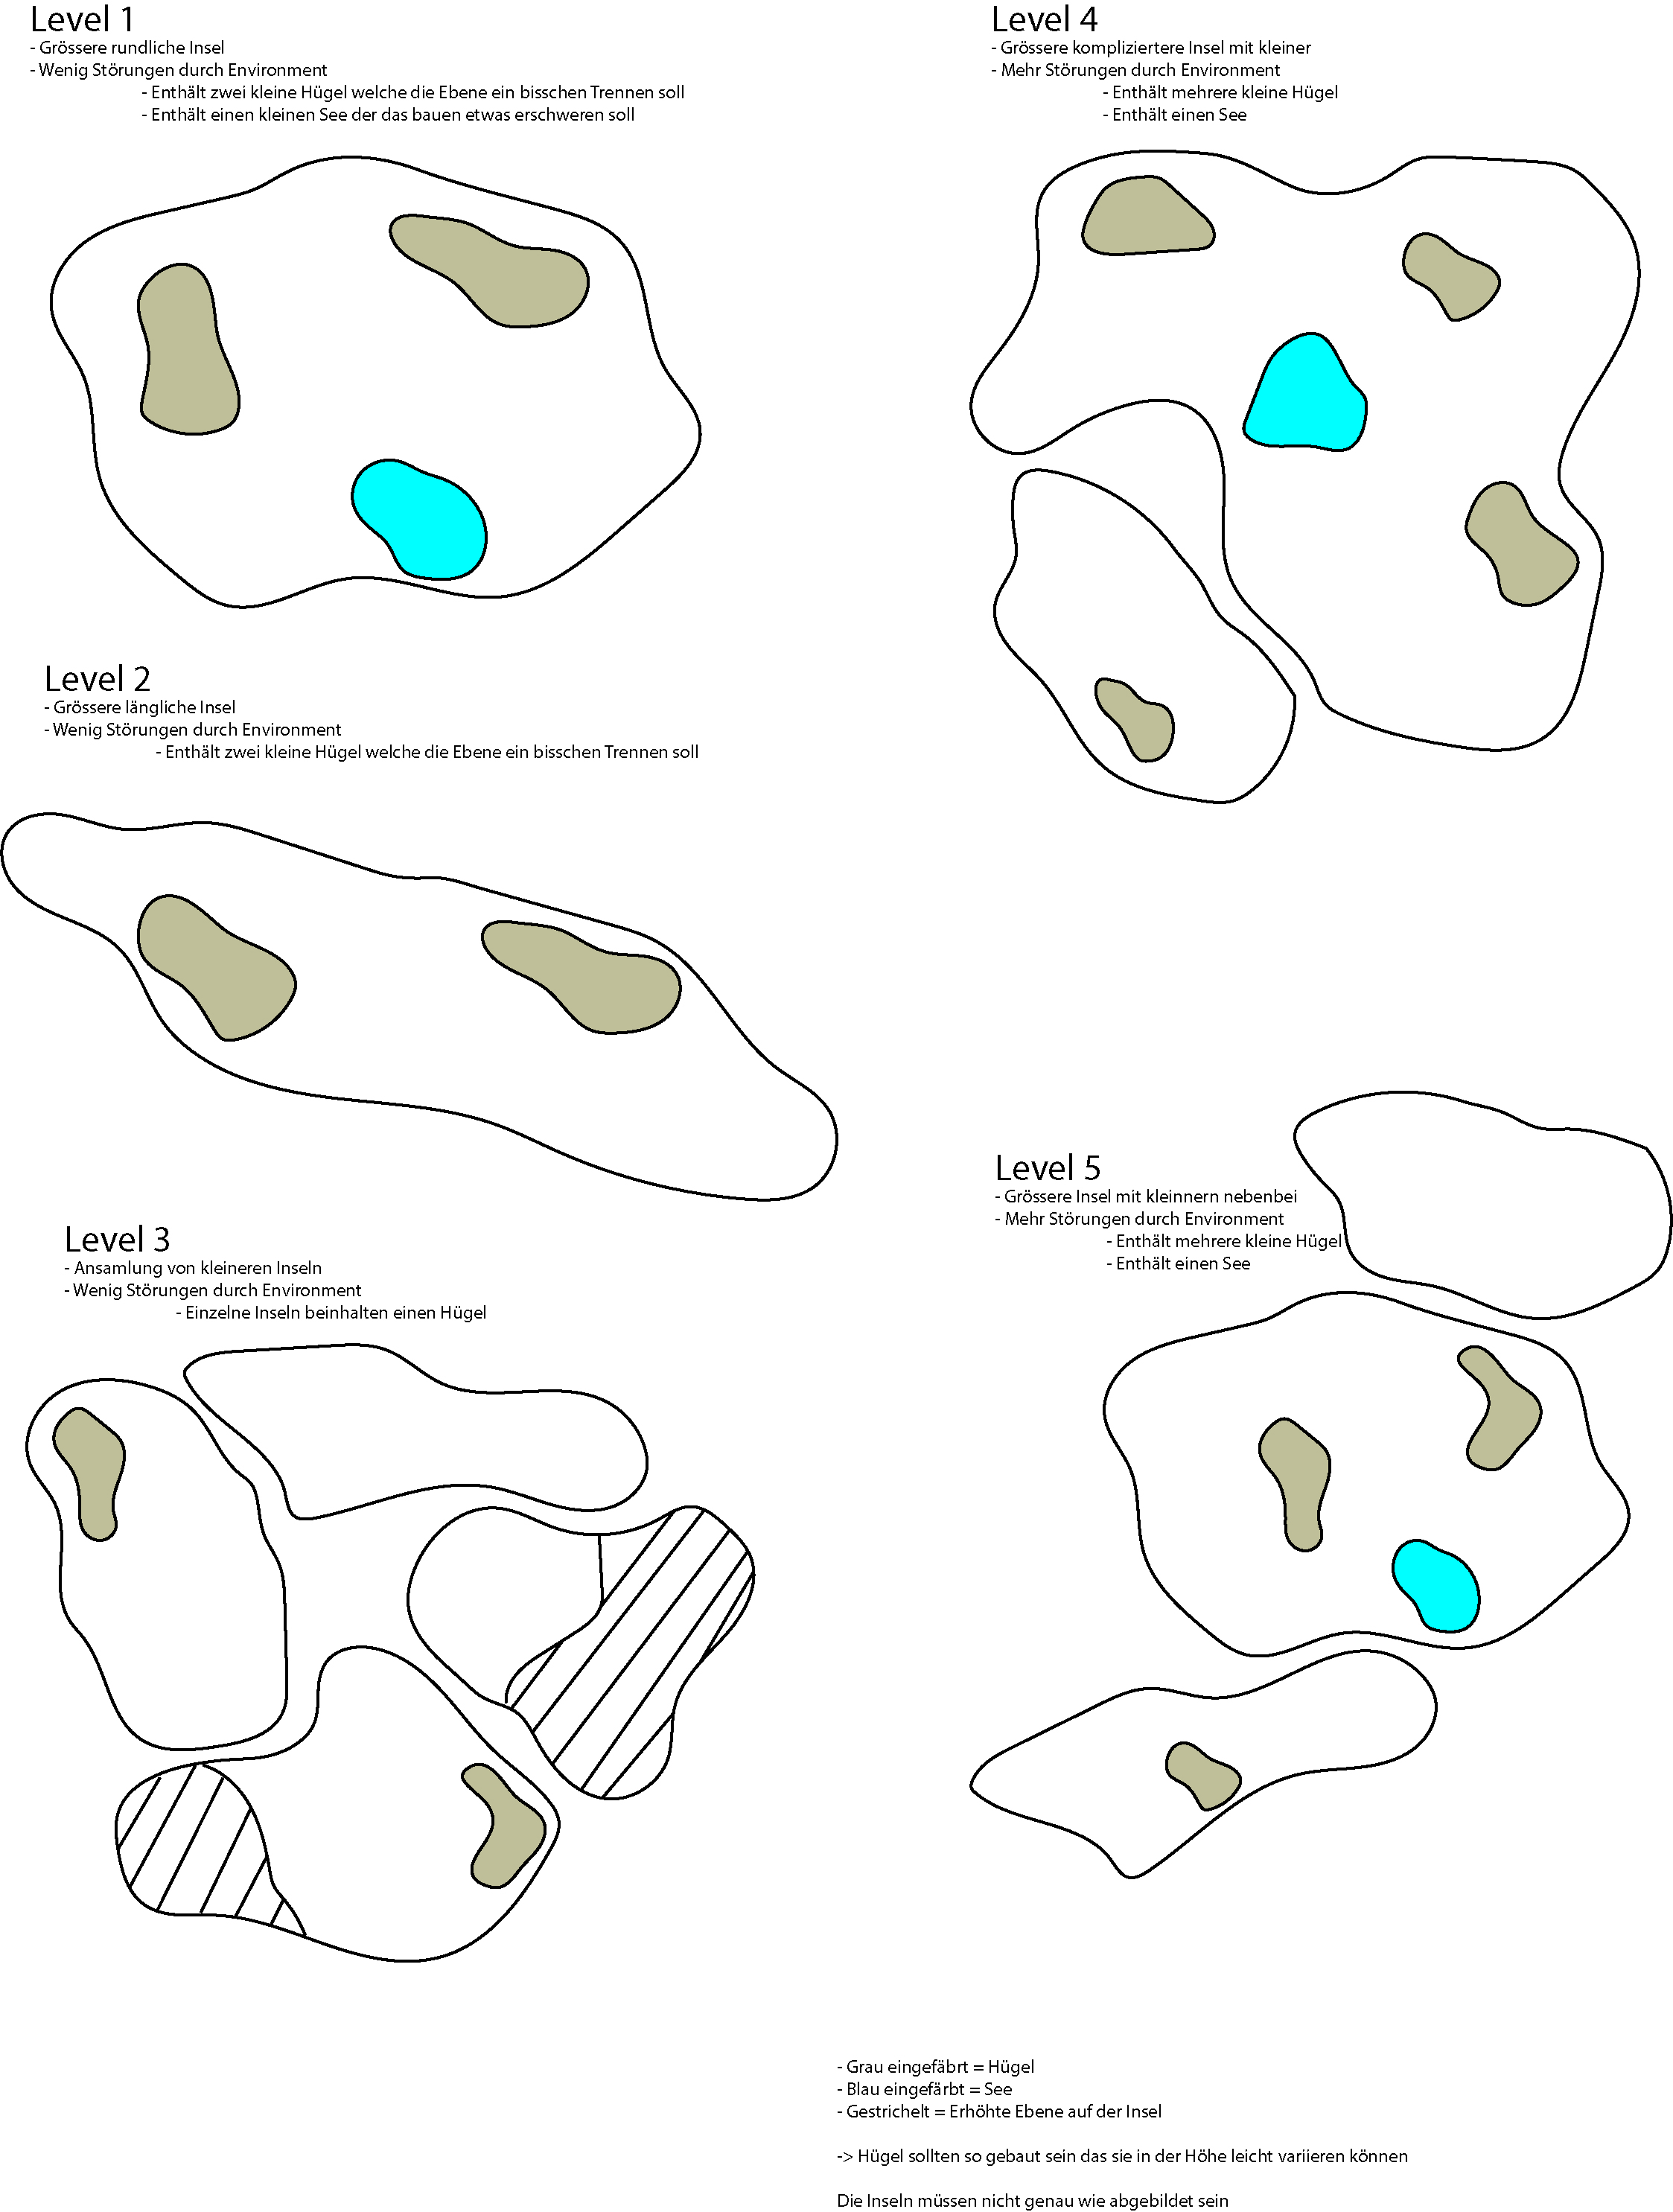 Level 1
- Grössere rundliche Insel
- Wenig Störungen durch Environment
- Enthält zwei kleine Hügel welche die Ebene ein bisschen Trennen soll
- Enthält einen kleinen See der das bauen etwas erschweren soll
Level 2
- Grössere längliche Insel
- Wenig Störungen durch Environment
- Enthält zwei kleine Hügel welche die Ebene ein bisschen Trennen soll
Level 3
- Ansamlung von kleineren Inseln
- Wenig Störungen durch Environment
- Einzelne Inseln beinhalten einen Hügel
Level 4
- Grössere kompliziertere Insel mit kleiner
- Mehr Störungen durch Environment
- Enthält mehrere kleine Hügel
- Enthält einen See
Level 5
- Grössere Insel mit kleinnern nebenbei
- Mehr Störungen durch Environment
- Enthält mehrere kleine Hügel
- Enthält einen See
- Grau eingefäbrt = Hügel
- Blau eingefärbt = See
- Gestrichelt = Erhöhte Ebene auf der Insel
-> Hügel sollten so gebaut sein das sie in der Höhe leicht variieren können
Die Inseln müssen nicht genau wie abgebildet sein